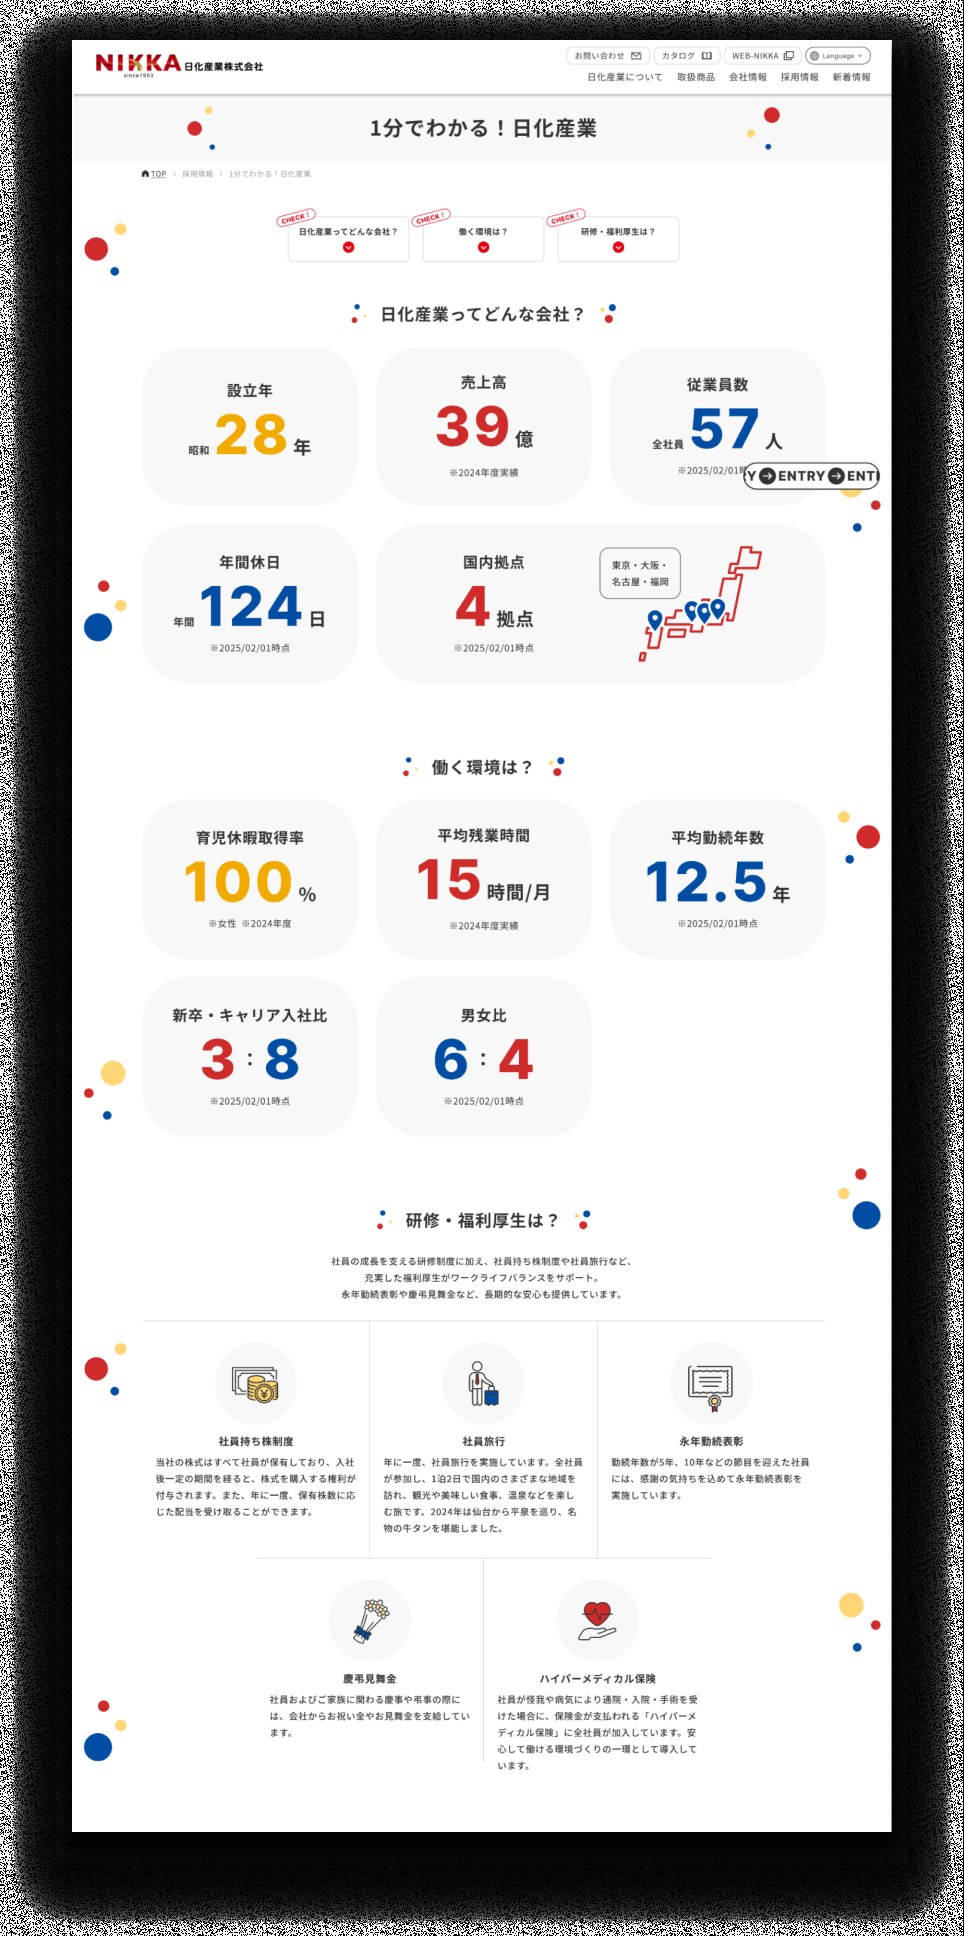 NIKKA 日化産業株式会社
since1953
お問い合わせ カタログ WEB-NIKKA Language
日化産業について 取扱商品 会社情報 採用情報 新着情報
1分でわかる！日化産業
TOP > 採用情報 > 1分でわかる！日化産業
CHECK！ CHECK！ CHECK！
日化産業ってどんな会社？ 働く環境は？ 研修・福利厚生は？
日化産業ってどんな会社？
設立年
昭和28年
売上高
39億
※2024年度実績
従業員数
全社員57人
※2025/02/01時
Y ENTRY ENT
年間休日
年間124日
※2025/02/01時点
国内拠点
4拠点
※2025/02/01時点
東京・大阪・
名古屋・福岡
働く環境は？
育児休暇取得率
100%
※女性 ※2024年度
平均残業時間
15時間/月
※2024年度実績
平均勤続年数
12.5年
※2025/02/01時点
新卒・キャリア入社比
3：8
※2025/02/01時点
男女比
6：4
※2025/02/01時点
研修・福利厚生は？
社員の成長を支える研修制度に加え、社員持ち株制度や社員旅行など、
充実した福利厚生がワークライフバランスをサポート。
永年勤続表彰や慶弔見舞金など、長期的な安心も提供しています。
社員持ち株制度
当社の株式はすべて社員が保有しており、入社
後一定の期間を経ると、株式を購入する権利が
付与されます。また、年に一度、保有株数に応
じた配当を受け取ることができます。
社員旅行
年に一度、社員旅行を実施しています。全社員
が参加し、1泊2日で国内のさまざまな地域を
訪れ、観光や美味しい食事、温泉などを楽し
む旅です。2024年は仙台から平泉を巡り、名
物の牛タンを堪能しました。
永年勤続表彰
勤続年数が5年、10年などの節目を迎えた社員
には、感謝の気持ちを込めて永年勤続表彰を
実施しています。
慶弔見舞金
社員およびご家族に関わる慶事や弔事の際に
は、会社からお祝い金やお見舞金を支給してい
ます。
ハイパーメディカル保険
社員が怪我や病気により通院・入院・手術を受
けた場合に、保険金が支払われる「ハイパーメ
ディカル保険」に全社員が加入しています。安
心して働ける環境づくりの一環として導入して
います。